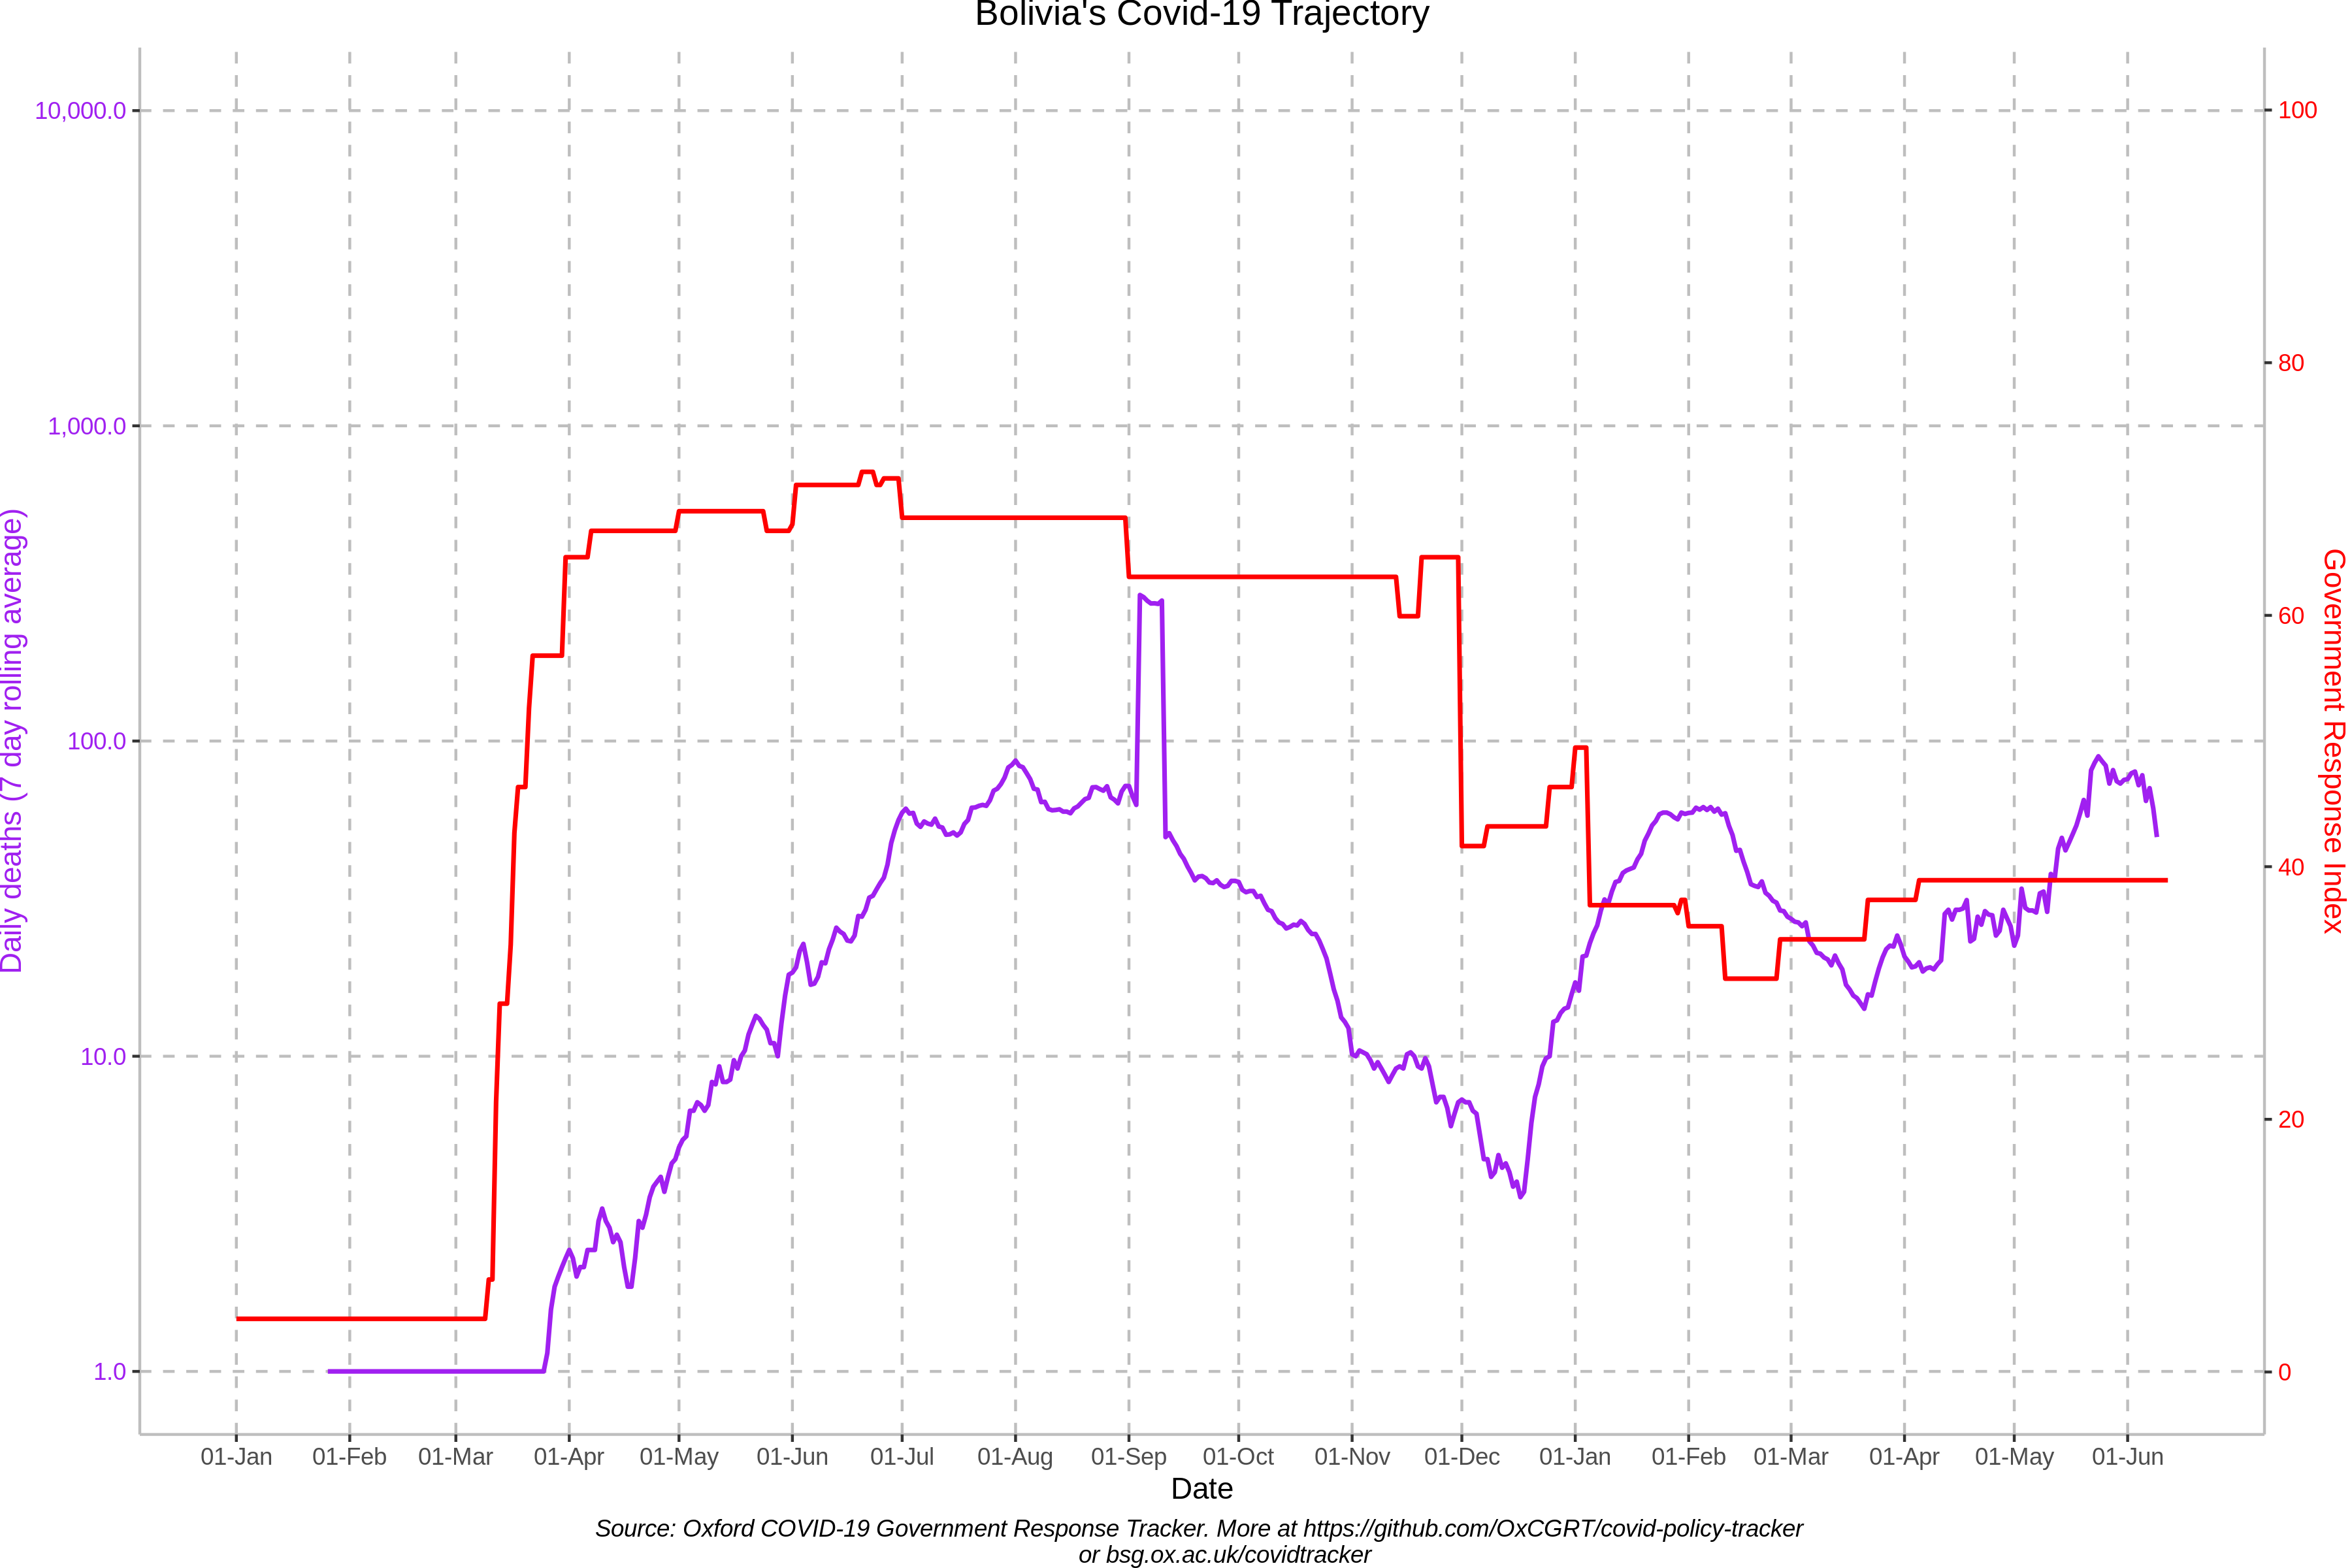 Bolivia's Covid-19 Trajectory
10,000.0
1,000.0
100.0
10.0
1.0
Daily deaths (7 day rolling average)
100
80
60
40
20
0
Government Response Index
01-Jan 01-Feb 01-Mar 01-Apr 01-May 01-Jun 01-Jul 01-Aug 01-Sep 01-Oct 01-Nov 01-Dec 01-Jan 01-Feb 01-Mar 01-Apr 01-May 01-Jun
Date
Source: Oxford COVID-19 Government Response Tracker. More at https://github.com/OxCGRT/covid-policy-tracker
or bsg.ox.ac.uk/covidtracker